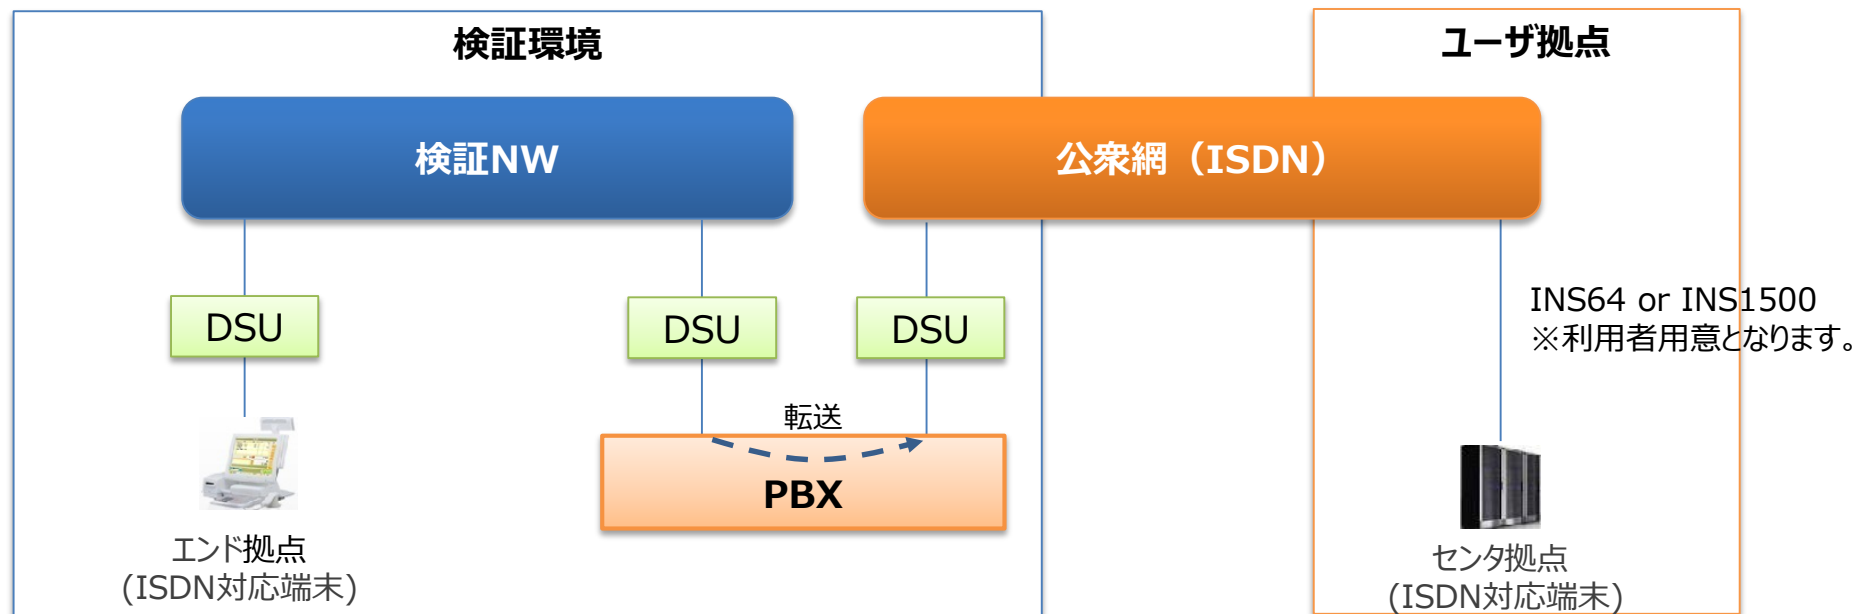 検証環境
ユーザ拠点
検証NW
公衆網（ISDN）
DSU
DSU
DSU
INS64 or INS1500
※利用者用意となります。
転送
PBX
エンド拠点
(ISDN対応端末)
センタ拠点
(ISDN対応端末)